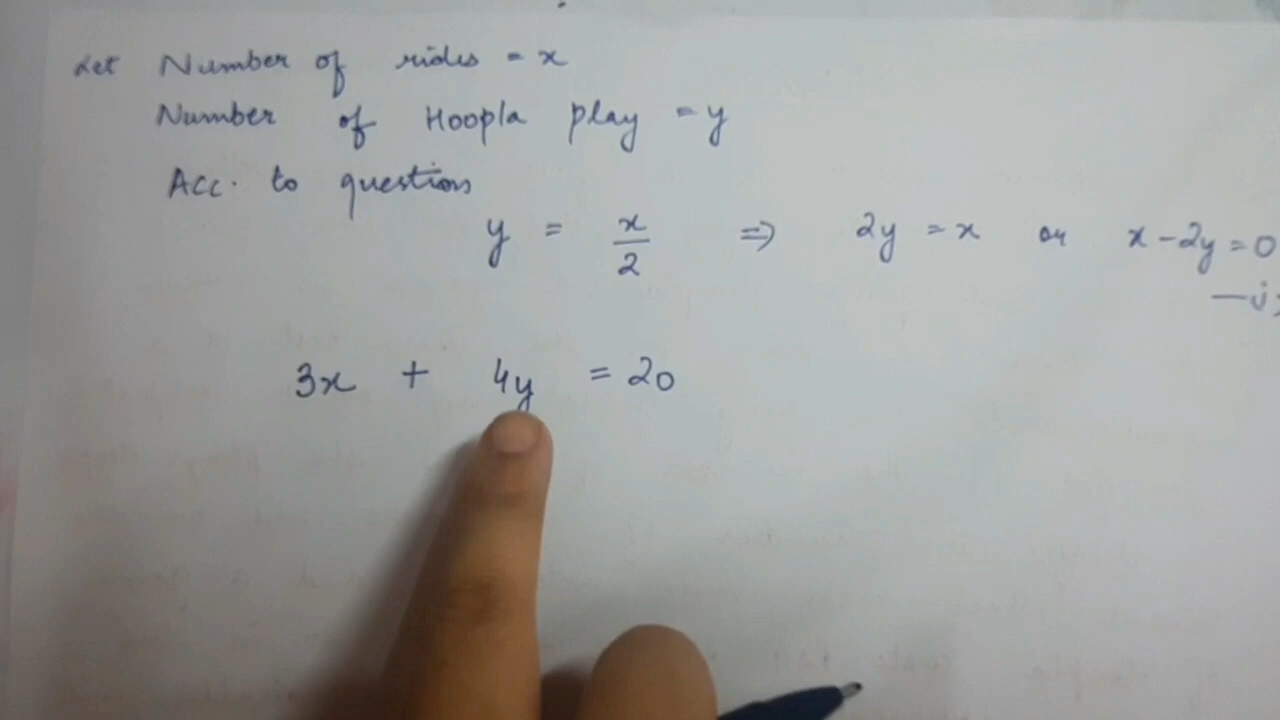 Let Number of rides = x
Number of Hoopla play = y
Acc. to question
y = x/2 ⇒ 2y = x or x - 2y = 0
3x + 4y = 20